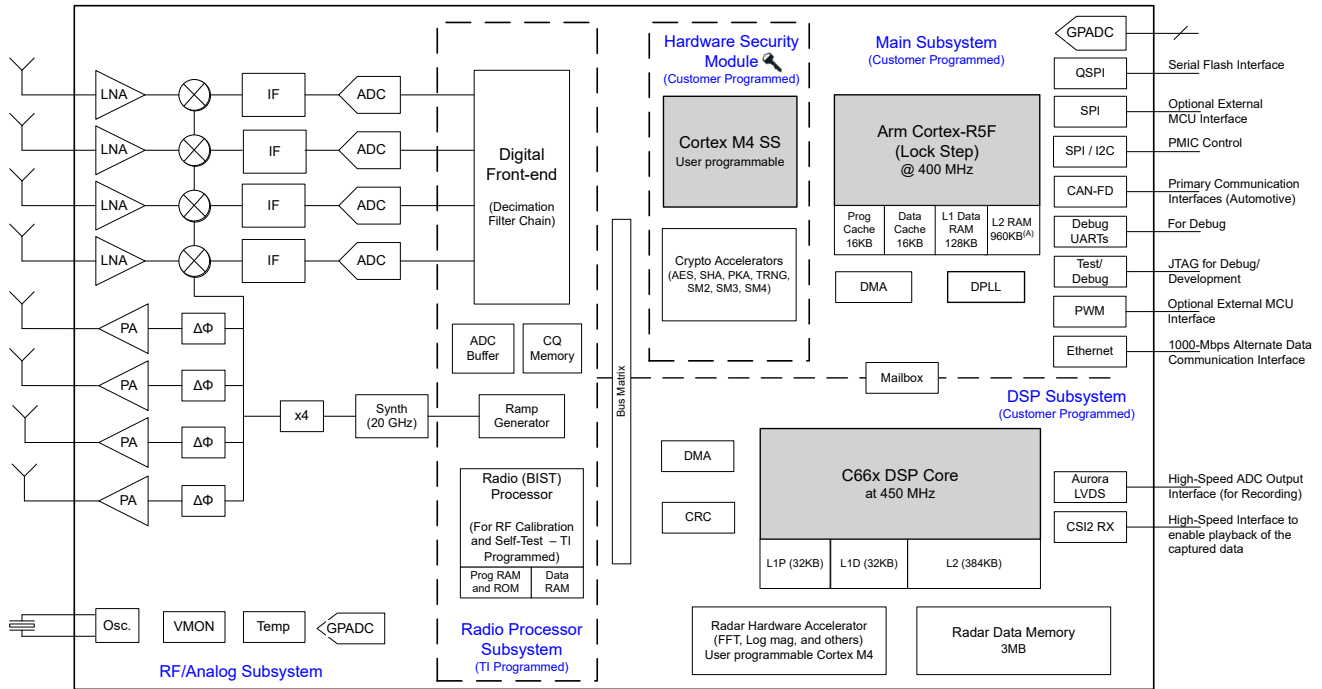 LNA
IF
ADC
LNA
IF
ADC
LNA
IF
ADC
LNA
IF
ADC
PA
ΔΦ
PA
ΔΦ
PA
ΔΦ
PA
ΔΦ
x4
Synth
(20 GHz)
Osc.
VMON
Temp
GPADC
RF/Analog Subsystem
Digital
Front-end
(Decimation
Filter Chain)
ADC
Buffer
CQ
Memory
Ramp
Generator
Radio (BIST)
Processor
(For RF Calibration
and Self-Test – TI
Programmed)
Prog RAM
and ROM
Data
RAM
Radio Processor
Subsystem
(TI Programmed)
Bus Matrix
Hardware Security
Module
(Customer Programmed)
Cortex M4 SS
User programmable
Crypto Accelerators
(AES, SHA, PKA, TRNG,
SM2, SM3, SM4)
Main Subsystem
(Customer Programmed)
Arm Cortex-R5F
(Lock Step)
@ 400 MHz
Prog
Cache
16KB
Data
Cache
16KB
L1 Data
RAM
128KB
L2 RAM
960KB(A)
DMA
DPLL
Mailbox
GPADC
QSPI
Serial Flash Interface
SPI
Optional External
MCU Interface
SPI / I2C
PMIC Control
CAN-FD
Primary Communication
Interfaces (Automotive)
Debug
UARTs
For Debug
Test/
Debug
JTAG for Debug/
Development
PWM
Optional External MCU
Interface
Ethernet
1000-Mbps Alternate Data
Communication Interface
DSP Subsystem
(Customer Programmed)
DMA
CRC
C66x DSP Core
at 450 MHz
L1P (32KB)
L1D (32KB)
L2 (384KB)
Aurora
LVDS
High-Speed ADC Output
Interface (for Recording)
CSI2 RX
High-Speed Interface to
enable playback of the
captured data
Radar Hardware Accelerator
(FFT, Log mag, and others)
User programmable Cortex M4
Radar Data Memory
3MB